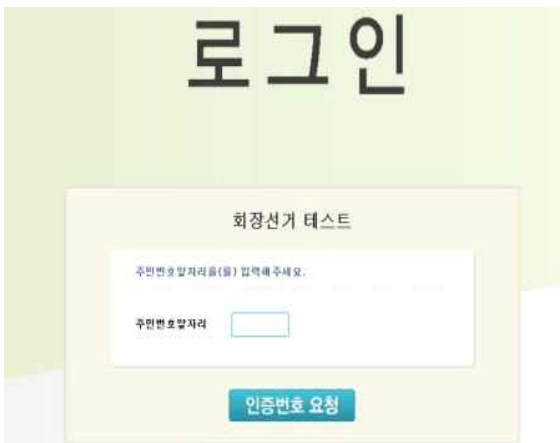 로그인
회장선거 테스트
주민번호앞자리을(를) 입력해주세요.
주민번호앞자리
인증번호 요청